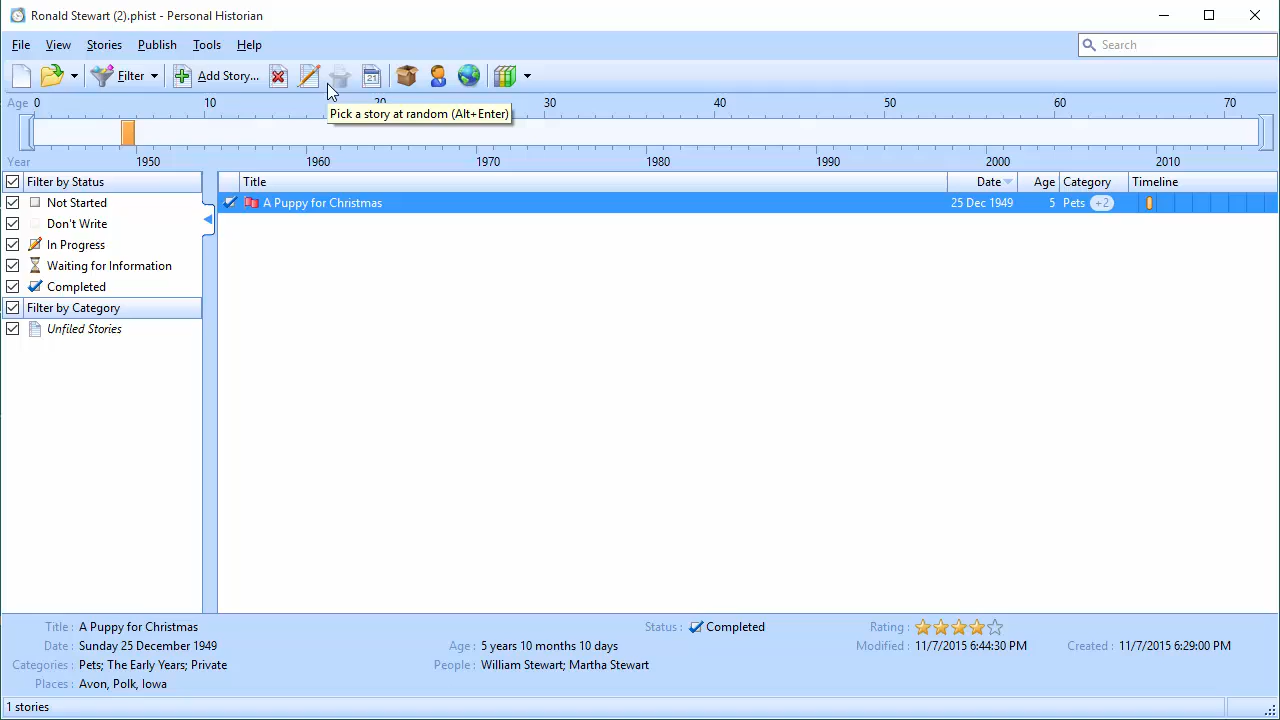 Ronald Stewart (2).phist - Personal Historian
File View Stories Publish Tools Help
Search
Filter Add Story... 21
Age 0 10 20 30 40 50 60 70
Pick a story at random (Alt+Enter)
Year 1950 1960 1970 1980 1990 2000 2010
Filter by Status Title Date Age Category Timeline
Not Started A Puppy for Christmas 25 Dec 1949 5 Pets +2
Don't Write
In Progress
Waiting for Information
Completed
Filter by Category
Unfiled Stories
Title : A Puppy for Christmas Status : Completed Rating :
Date : Sunday 25 December 1949 Age : 5 years 10 months 10 days Modified : 11/7/2015 6:44:30 PM Created : 11/7/2015 6:29:00 PM
Categories : Pets; The Early Years; Private People : William Stewart; Martha Stewart
Places : Avon, Polk, Iowa
1 stories